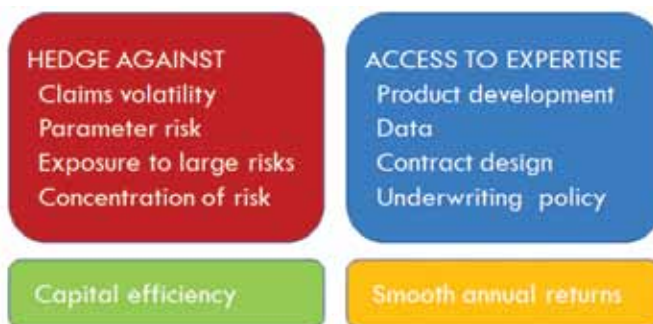 HEDGE AGAINST
Claims volatility
Parameter risk
Exposure to large risks
Concentration of risk
ACCESS TO EXPERTISE
Product development
Data
Contract design
Underwriting policy
Capital efficiency
Smooth annual returns